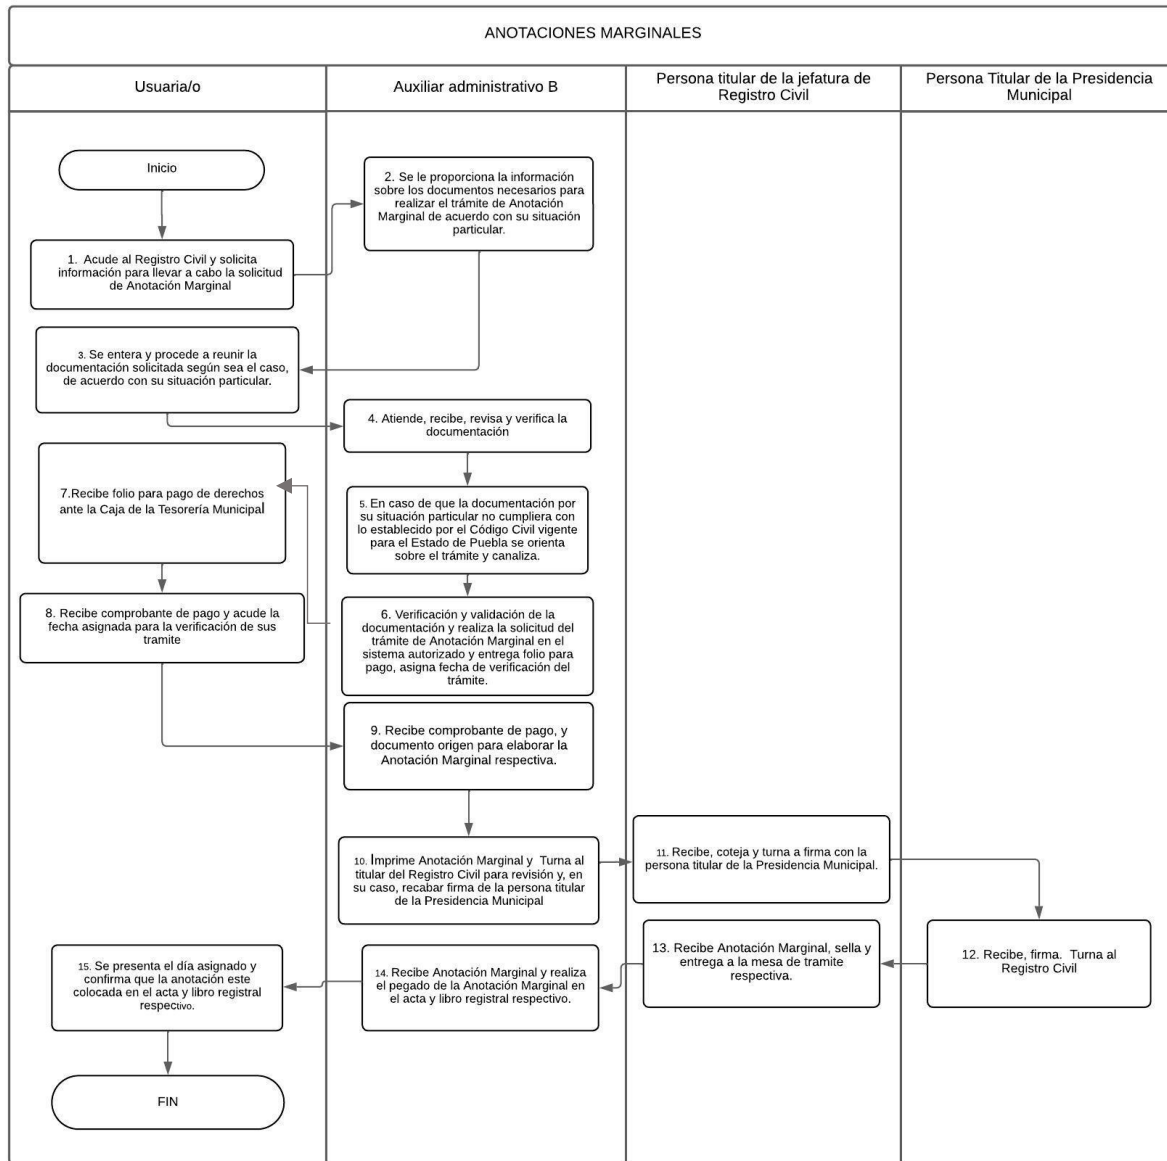 ANOTACIONES MARGINALES
Usuaria/o
Auxiliar administrativo B
Persona titular de la jefatura de
Registro Civil
Persona Titular de la Presidencia
Municipal
Inicio
1. Acude al Registro Civil y solicita
información para llevar a cabo la solicitud
de Anotación Marginal
2. Se le proporciona la información
sobre los documentos necesarios para
realizar el trámite de Anotación
Marginal de acuerdo con su situación
particular.
3. Se entera y procede a reunir la
documentación solicitada según sea el caso,
de acuerdo con su situación particular.
4. Atiende, recibe, revisa y verifica la
documentación
5. En caso de que la documentación por
su situación particular no cumpliera con
lo establecido por el Código Civil vigente
para el Estado de Puebla se orienta
sobre el trámite y canaliza.
6. Verificación y validación de la
documentación y realiza la solicitud del
trámite de Anotación Marginal en el
sistema autorizado y entrega folio para
pago, asigna fecha de verificación del
trámite.
7.Recibe folio para pago de derechos
ante la Caja de la Tesorería Municipal
8. Recibe comprobante de pago y acude la
fecha asignada para la verificación de sus
tramite
9. Recibe comprobante de pago, y
documento origen para elaborar la
Anotación Marginal respectiva.
10. Imprime Anotación Marginal y Turna al
titular del Registro Civil para revisión y, en
su caso, recabar firma de la persona titular
de la Presidencia Municipal
11. Recibe, coteja y turna a firma con la
persona titular de la Presidencia Municipal.
12. Recibe, firma. Turna al
Registro Civil
13. Recibe Anotación Marginal, sella y
entrega a la mesa de tramite
respectiva.
14. Recibe Anotación Marginal y realiza
el pegado de la Anotación Marginal en
el acta y libro registral respectivo.
15. Se presenta el día asignado y
confirma que la anotación este
colocada en el acta y libro registral
respectivo.
FIN